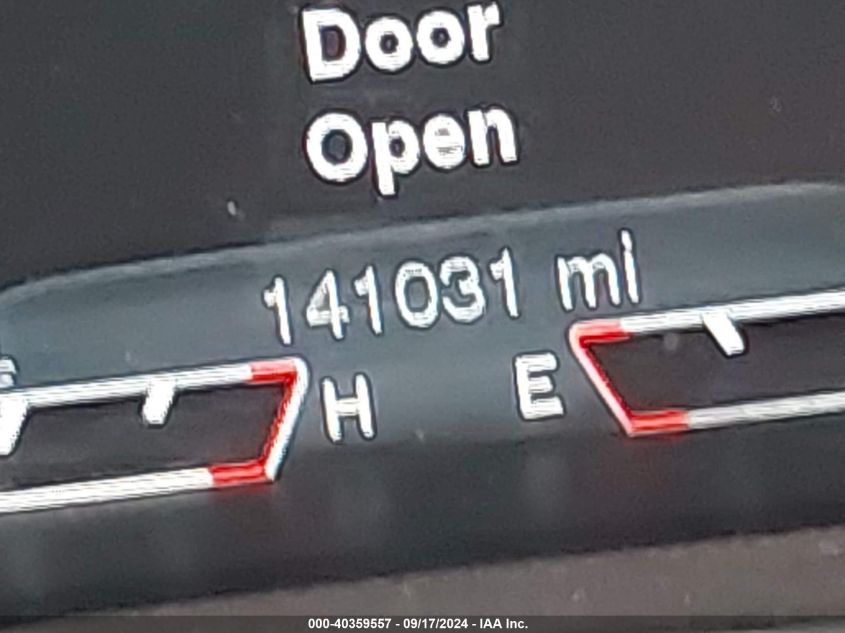 Door
Open
141031 mi
H E
000-40359557 - 09/17/2024 - IAA Inc.